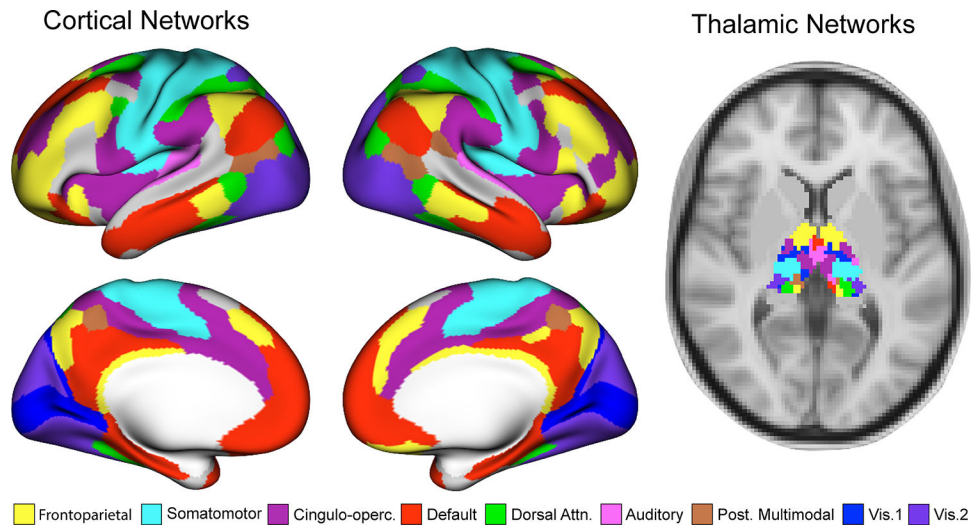 Cortical Networks
Thalamic Networks
Frontoparietal Somatomotor Cingulo-operc. Default Dorsal Attn. Auditory Post. Multimodal Vis.1 Vis.2